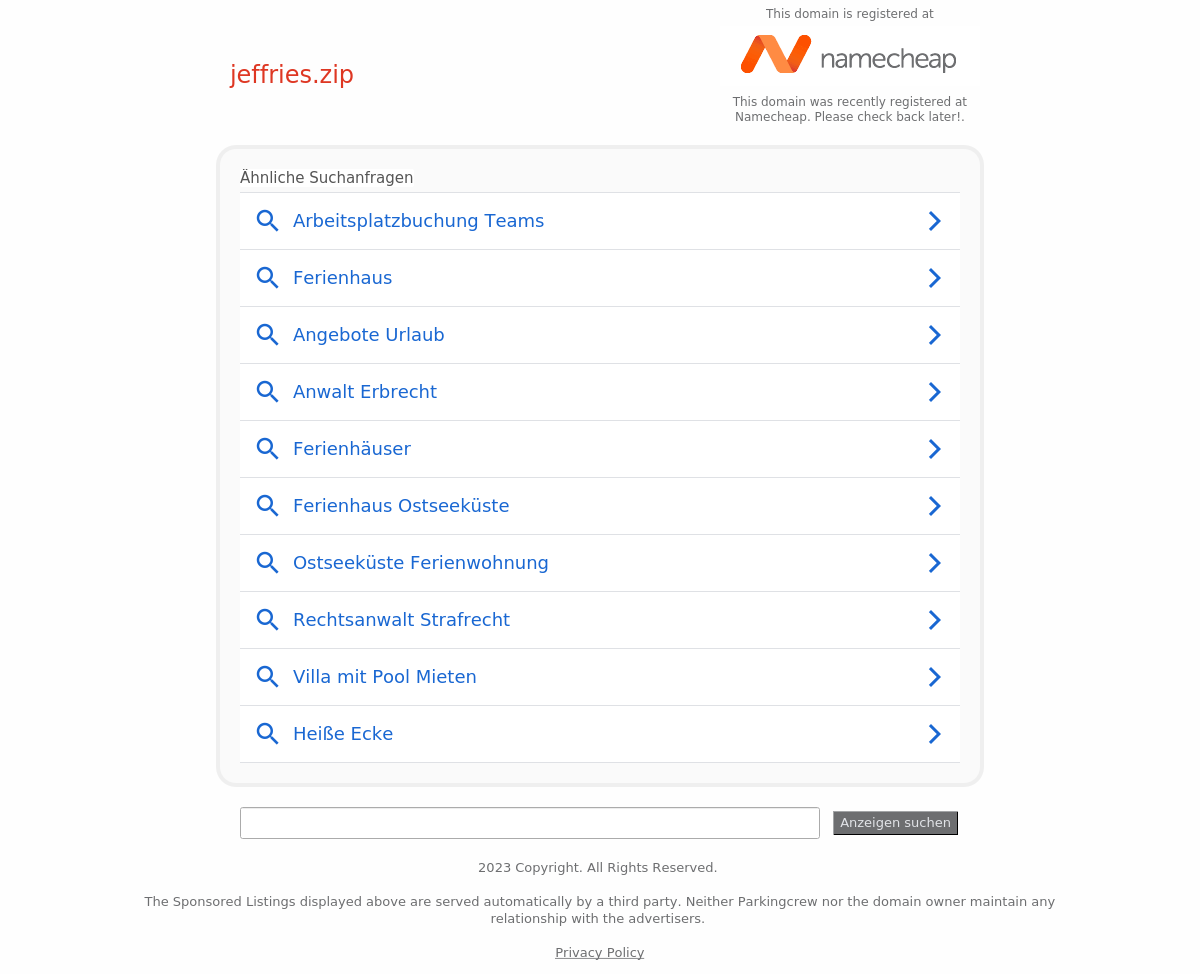 This domain is registered at
namecheap
jeffries.zip
This domain was recently registered at
Namecheap. Please check back later!.
Ähnliche Suchanfragen
Arbeitsplatzbuchung Teams
Ferienhaus
Angebote Urlaub
Anwalt Erbrecht
Ferienhäuser
Ferienhaus Ostseeküste
Ostseeküste Ferienwohnung
Rechtsanwalt Strafrecht
Villa mit Pool Mieten
Heiße Ecke
Anzeigen suchen
2023 Copyright. All Rights Reserved.
The Sponsored Listings displayed above are served automatically by a third party. Neither Parkingcrew nor the domain owner maintain any
relationship with the advertisers.
Privacy Policy